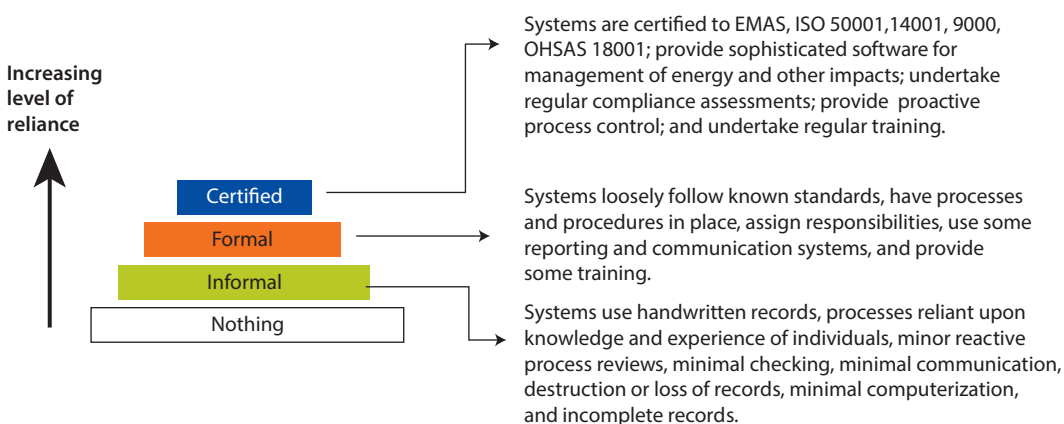 Increasing
level of
reliance
Systems are certified to EMAS, ISO 50001,14001, 9000,
OHSAS 18001; provide sophisticated software for
management of energy and other impacts; undertake
regular compliance assessments; provide proactive
process control; and undertake regular training.
Certified
Systems loosely follow known standards, have processes
and procedures in place, assign responsibilities, use some
reporting and communication systems, and provide
some training.
Formal
Informal
Systems use handwritten records, processes reliant upon
knowledge and experience of individuals, minor reactive
process reviews, minimal checking, minimal communication,
destruction or loss of records, minimal computerization,
and incomplete records.
Nothing